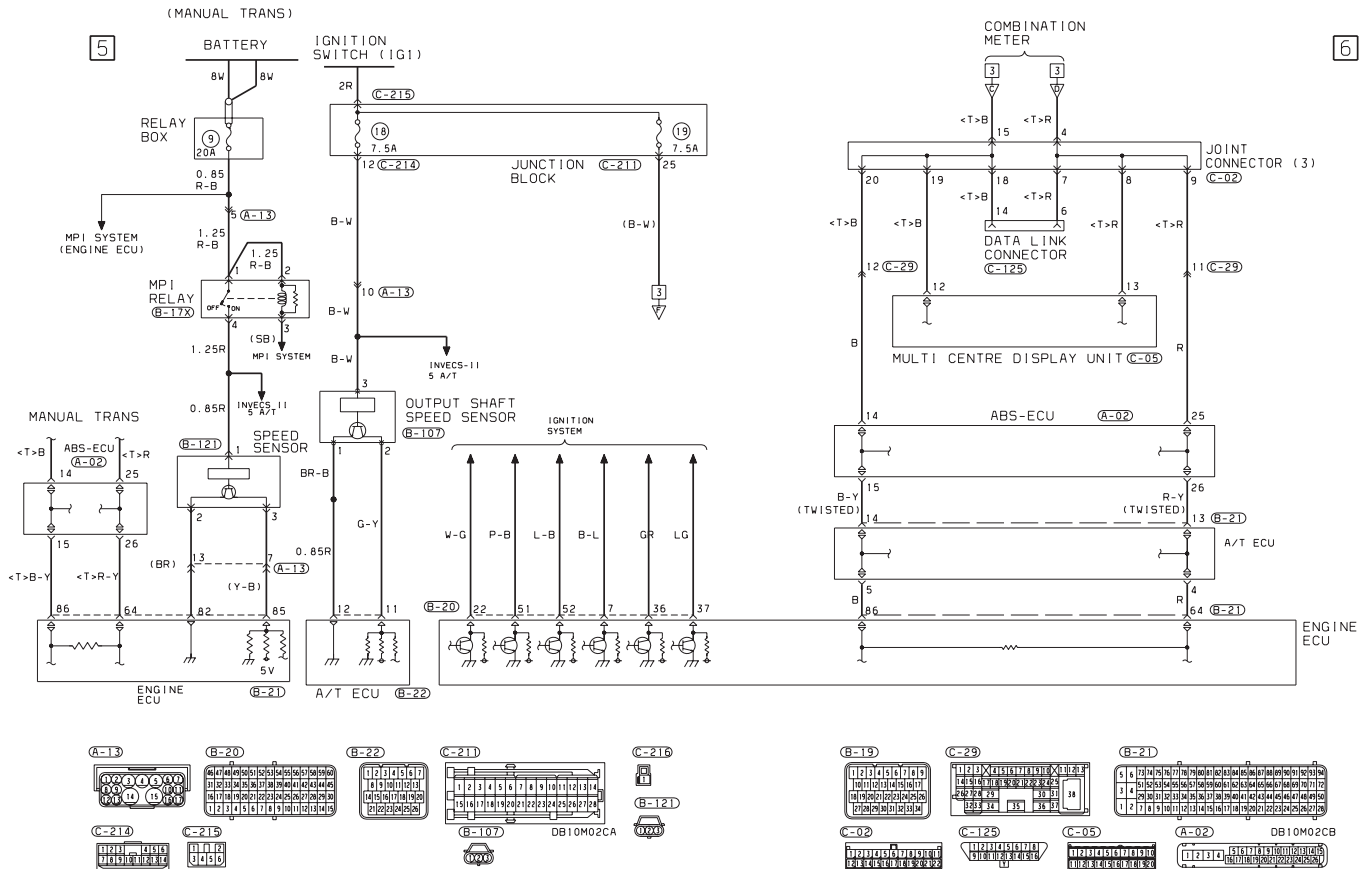 (MANUAL TRANS)
5
BATTERY
8W
8W
RELAY
BOX
9
20A
0.85
R-B
5
A-13
MPI SYSTEM
(ENGINE ECU)
1.25
R-B
1.25
R-B
1
2
MPI
RELAY
B-17X
OFF
ON
4
3
(SB)
MPI SYSTEM
1.25R
INVECS II
5 A/T
0.85R
IGNITION
SWITCH (IG1)
2R
C-215
18
7.5A
19
7.5A
12
C-214
JUNCTION
BLOCK
C-211
25
B-W
(B-W)
10
A-13
3
F
B-W
B-W
INVECS-II
5 A/T
3
OUTPUT SHAFT
SPEED SENSOR
B-107
1
2
BR-B
G-Y
0.85R
MANUAL TRANS
<T>B
ABS-ECU
A-02
<T>R
14
25
15
26
<T>B-Y
<T>R-Y
B-121
1
SPEED
SENSOR
2
3
(BR)
13
7
A-13
(Y-B)
86
64
82
85
5V
ENGINE
ECU
B-21
12
11
A/T ECU
B-22
IGNITION
SYSTEM
W-G
P-B
L-B
B-L
GR
LG
B-20
22
51
52
7
36
37
COMBINATION
METER
6
3
3
C
D
<T>B
<T>R
15
4
JOINT
CONNECTOR (3)
C-02
20
19
18
7
8
9
<T>B
<T>B
<T>B
<T>R
<T>R
<T>R
14
6
DATA LINK
CONNECTOR
C-125
12
C-29
11
C-29
12
13
MULTI CENTRE DISPLAY UNIT
C-05
B
R
14
ABS-ECU
A-02
25
15
26
B-Y
(TWISTED)
R-Y
(TWISTED)
14
13
B-21
A/T ECU
5
4
B
R
86
64
B-21
ENGINE
ECU
A-13
B-20
B-22
C-211
C-216
B-121
C-214
C-215
B-107
DB10M02CA
B-19
C-29
B-21
C-02
C-125
C-05
A-02
DB10M02CB